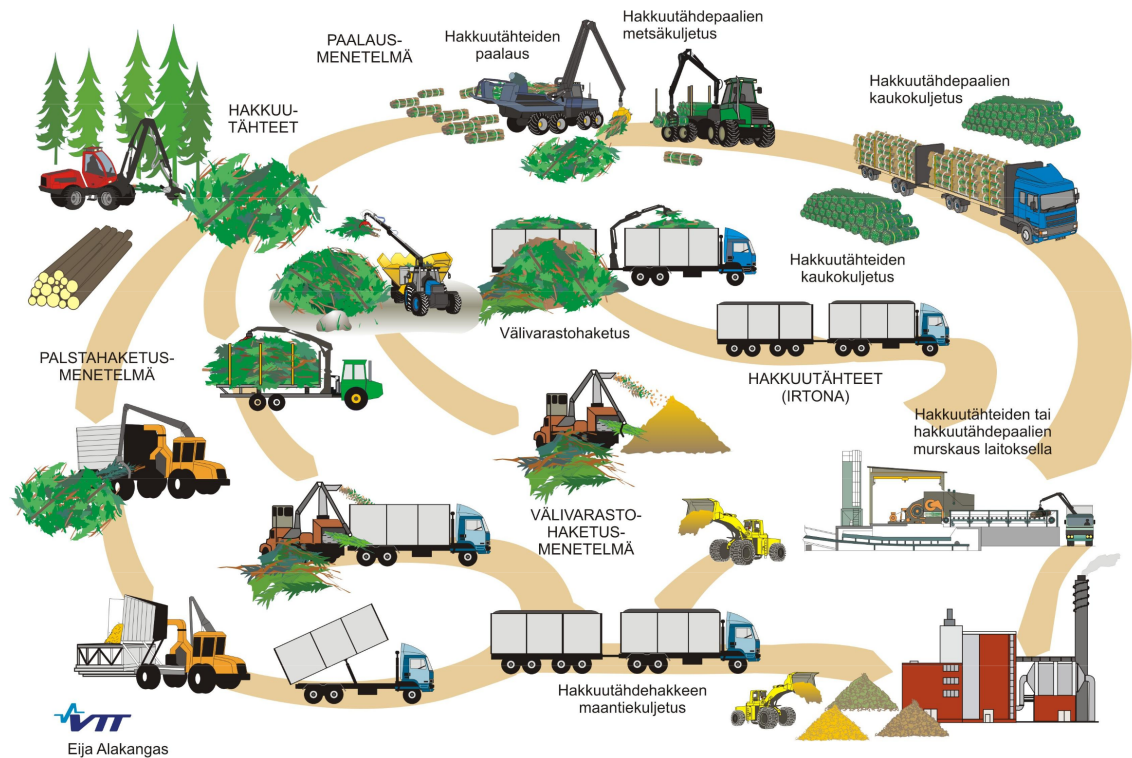 PAALAUS-
MENETELMÄ
Hakkuutähteiden
paalaus
Hakkuutähdepaalien
metsäkuljetus
Hakkuutähdepaalien
kaukokuljetus
HAKKUU-
TÄHTEET
Hakkuutähteiden
kaukokuljetus
Välivarastohaketus
PALSTAHAKETUS-
MENETELMÄ
HAKKUUTÄHTEET
(IRTONA)
Hakkuutähteiden tai
hakkuutähdepaalien
murskaus laitoksella
VÄLIVARASTO-
HAKETUS-
MENETELMÄ
Hakkuutähdehakkeen
maantiekuljetus
VTT
Eija Alakangas